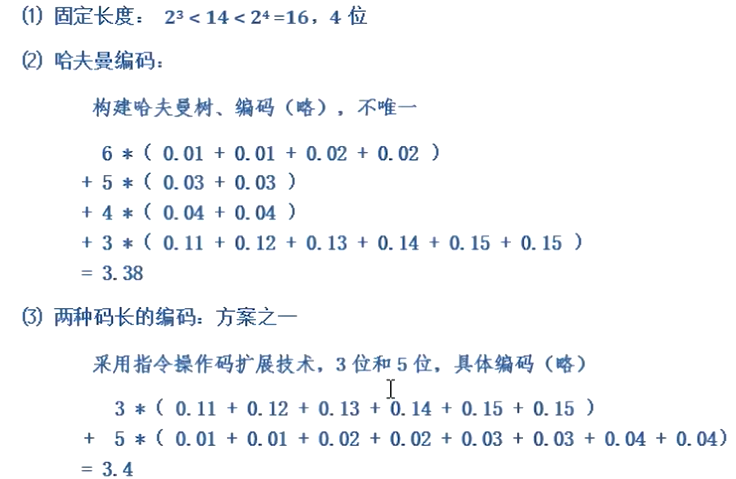 ⑴ 固定长度： 2³ < 14 < 2⁴ =16，4 位
⑵ 哈夫曼编码：
构建哈夫曼树、编码（略），不唯一
6 * ( 0.01 + 0.01 + 0.02 + 0.02 )
+ 5 * ( 0.03 + 0.03 )
+ 4 * ( 0.04 + 0.04 )
+ 3 * ( 0.11 + 0.12 + 0.13 + 0.14 + 0.15 + 0.15 )
= 3.38
⑶ 两种码长的编码：方案之一
采用指令操作码扩展技术，3 位和 5 位，具体编码（略）
3 * ( 0.11 + 0.12 + 0.13 + 0.14 + 0.15 + 0.15 )
+ 5 * ( 0.01 + 0.01 + 0.02 + 0.02 + 0.03 + 0.03 + 0.04 + 0.04)
= 3.4